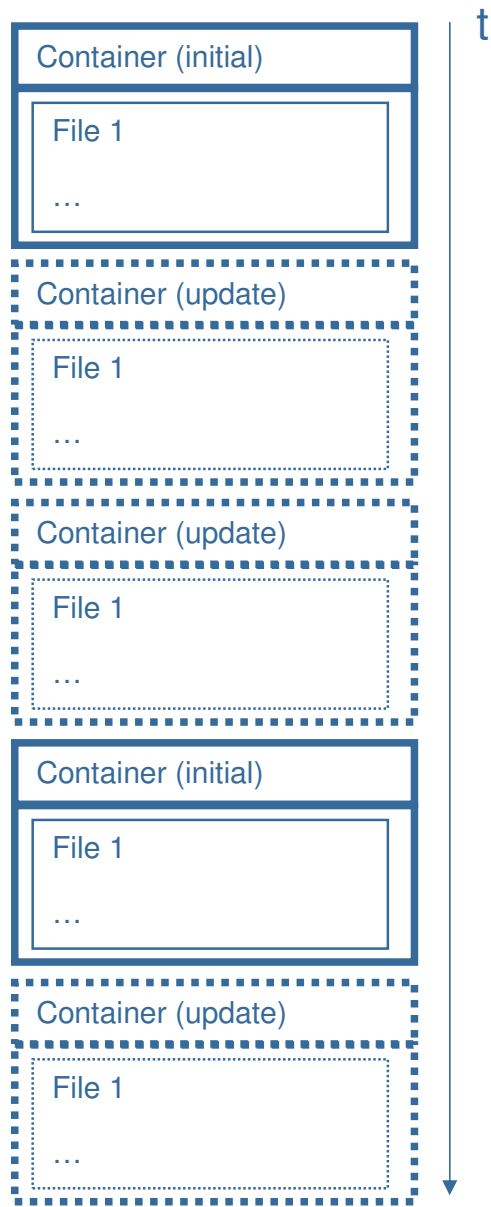 t
Container (initial)
File 1
…
Container (update)
File 1
…
Container (update)
File 1
…
Container (initial)
File 1
…
Container (update)
File 1
…